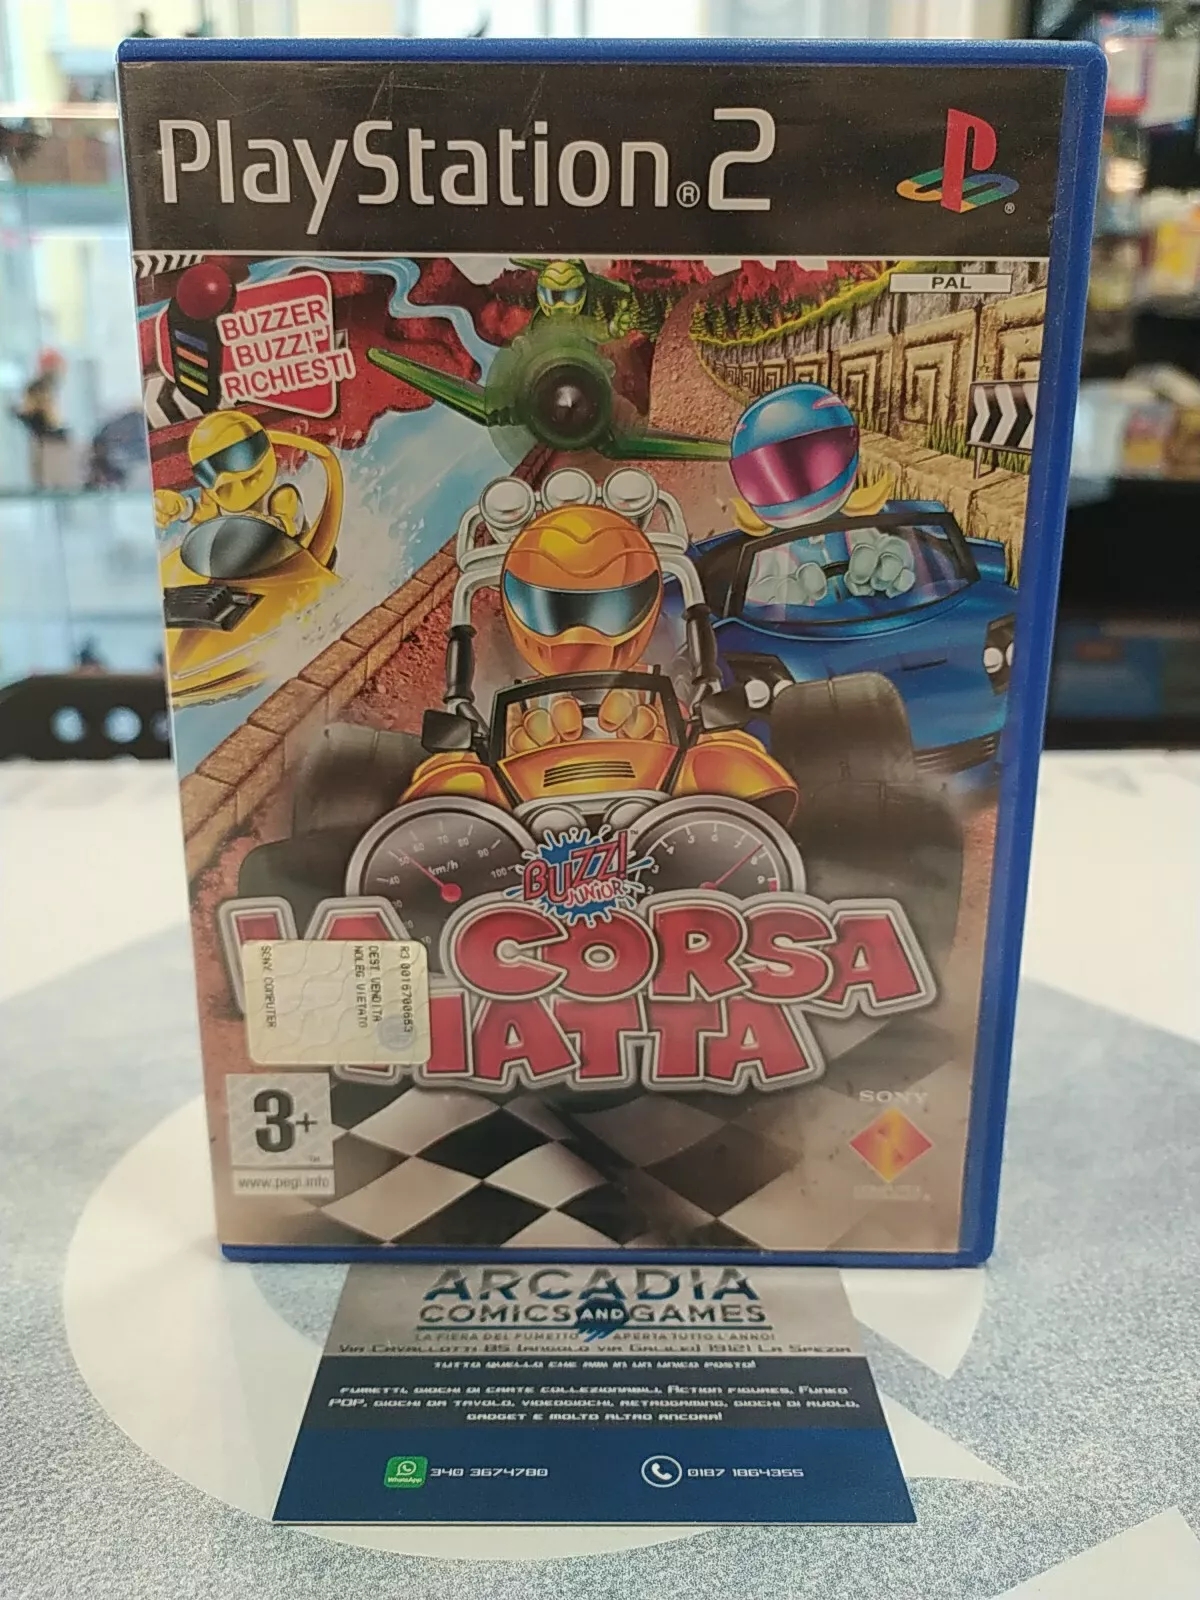 PlayStation®2
PAL
BUZZER
BUZZ!™
RICHIESTI
km/h
BUZZ!
JUNIOR
LA CORSA
MATTA
SONY COMPUTER
NOLEG.VIETATO
DEST.VENDITA
3+
www.pegi.info
SONY
ARCADIA
COMICS AND GAMES
LA FIERA DEL FUMETTO APERTA TUTTO L'ANNO!
Via Cavallotti 85 (angolo via Galilei) 19121 La Spezia
tutto quello che ami in un unico posto!
fumetti, giochi di carte collezionabili, Action figures, Funko
POP, giochi da tavolo, videogiochi, retrogaming, giochi di ruolo,
gadget e molto altro ancora!
WhatsApp 340 3674780
0187 1864355